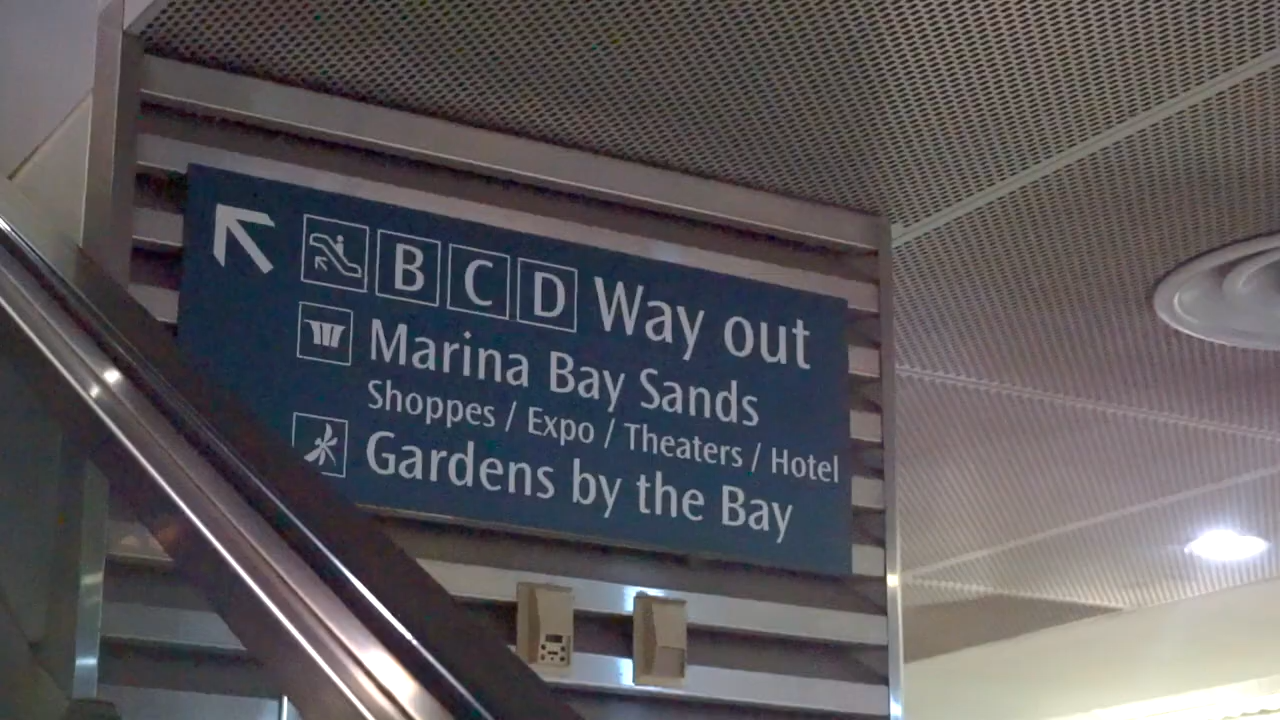 B C D Way out
Marina Bay Sands
Shoppes / Expo / Theaters / Hotel
Gardens by the Bay